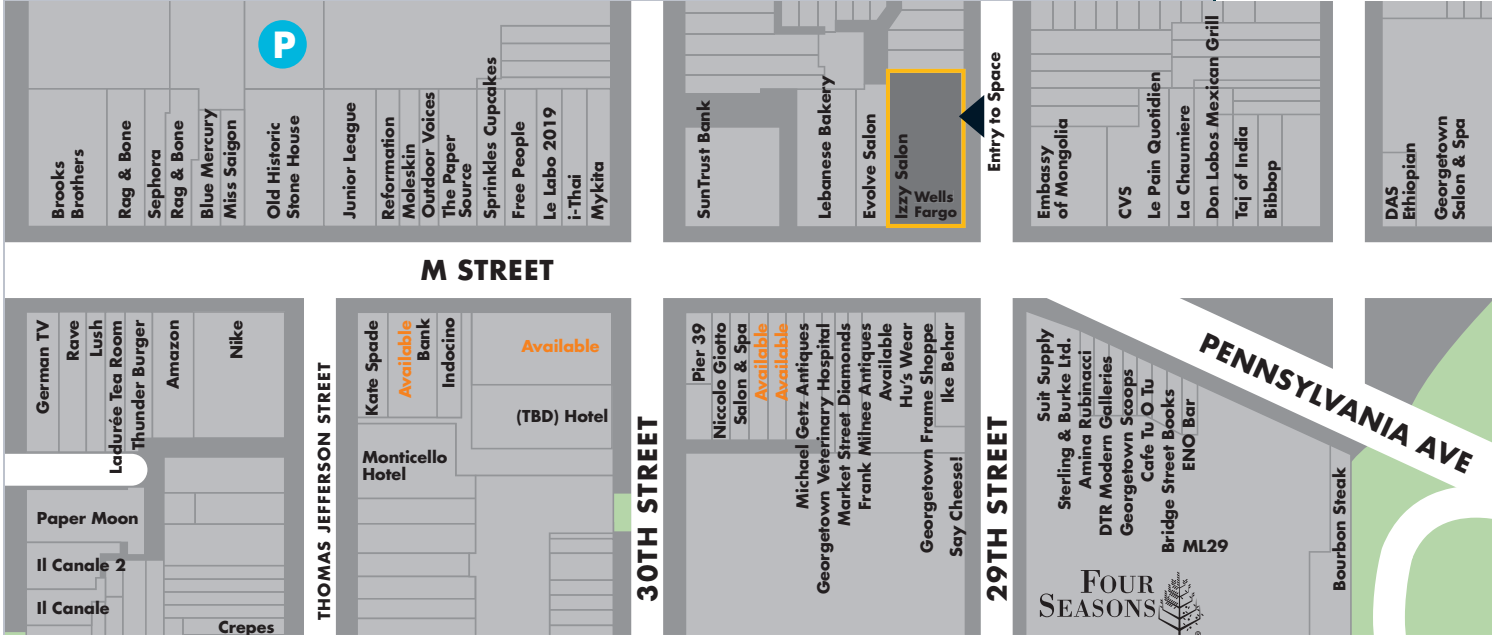 P
Brooks
Brothers
Rag & Bone
Sephora
Rag & Bone
Blue Mercury
Miss Saigon
Old Historic
Stone House
Junior League
Reformation
Moleskin
Outdoor Voices
The Paper
Source
Sprinkles Cupcakes
Free People
Le Labo 2019
i-Thai
Mykita
SunTrust Bank
Lebanese Bakery
Evolve Salon
Izzy Salon
Wells
Fargo
Entry to Space
Embassy
of Mongolia
CVS
Le Pain Quotidien
La Chaumiere
Don Lobos Mexican Grill
Taj of India
Bibbop
DAS
Ethiopian
Georgetown
Salon & Spa
M STREET
German TV
Rave
Lush
Ladurée Tea Room
Thunder Burger
Amazon
Nike
Paper Moon
Il Canale 2
Il Canale
Crepes
THOMAS JEFFERSON STREET
Kate Spade
Available
Bank
Indocino
Available
(TBD) Hotel
Monticello
Hotel
30TH STREET
Pier 39
Niccolo Giotto
Salon & Spa
Available
Available
Michael Getz Antiques
Georgetown Veterinary Hospital
Market Street Diamonds
Frank Milnee Antiques
Available
Hu's Wear
Georgetown Frame Shoppe
Ike Behar
Say Cheese!
29TH STREET
Suit Supply
Sterling & Burke Ltd.
Amina Rubinacci
DTR Modern Galleries
Georgetown Scoops
Cafe Tu O Tu
Bridge Street Books
ENO Bar
ML29
FOUR
SEASONS
Bourbon Steak
PENNSYLVANIA AVE